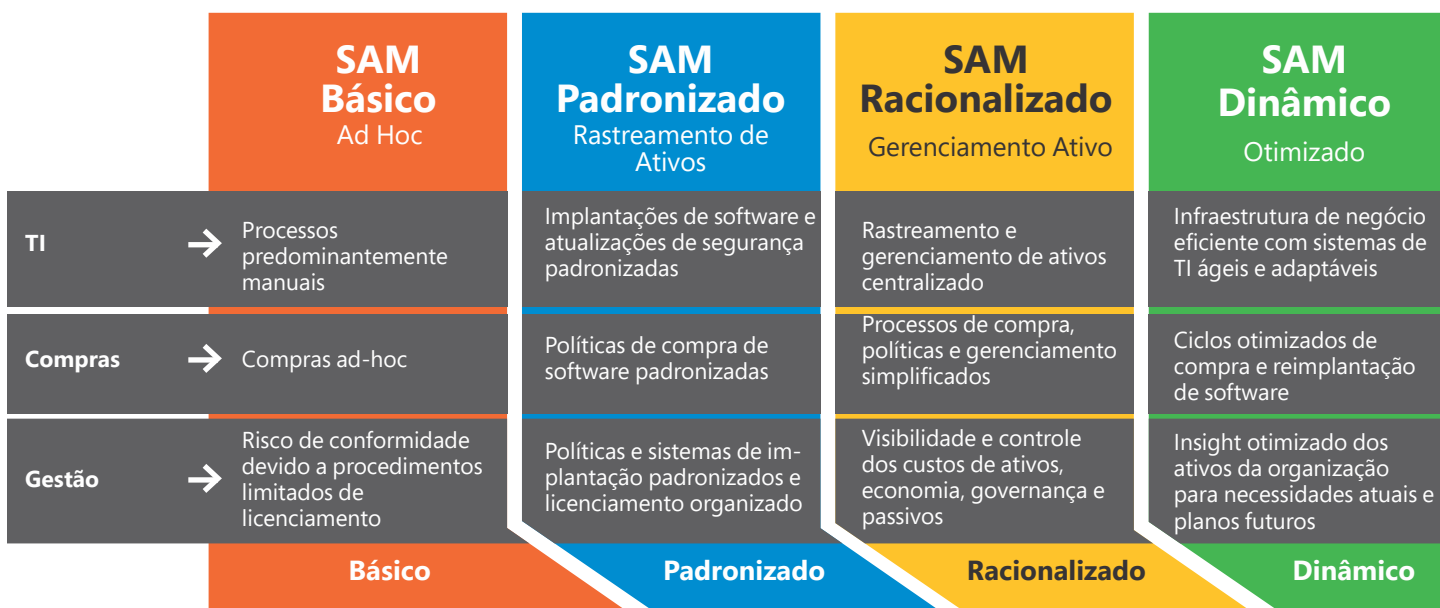 SAM
Básico
Ad Hoc
SAM
Padronizado
Rastreamento de
Ativos
SAM
Racionalizado
Gerenciamento Ativo
SAM
Dinâmico
Otimizado
TI
Processos
predominantemente
manuais
Implantações de software e
atualizações de segurança
padronizadas
Rastreamento e
gerenciamento de ativos
centralizado
Infraestrutura de negócio
eficiente com sistemas de
TI ágeis e adaptáveis
Compras
Compras ad-hoc
Políticas de compra de
software padronizadas
Processos de compra,
políticas e gerenciamento
simplificados
Ciclos otimizados de
compra e reimplantação
de software
Gestão
Risco de conformidade
devido a procedimentos
limitados de
licenciamento
Políticas e sistemas de im-
plantação padronizados e
licenciamento organizado
Visibilidade e controle
dos custos de ativos,
economia, governança e
passivos
Insight otimizado dos
ativos da organização
para necessidades atuais e
planos futuros
Básico
Padronizado
Racionalizado
Dinâmico